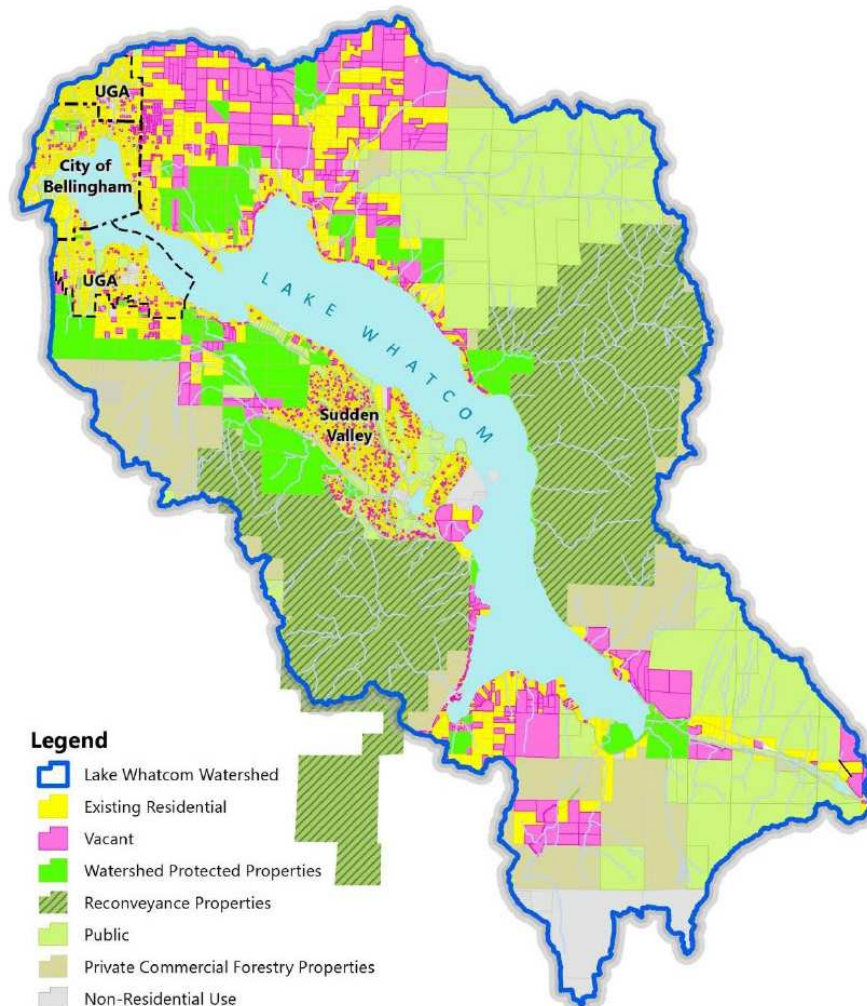 UGA
City of
Bellingham
UGA
LAKE WHATCOM
Sudden
Valley
Legend
Lake Whatcom Watershed
Existing Residential
Vacant
Watershed Protected Properties
Reconveyance Properties
Public
Private Commercial Forestry Properties
Non-Residential Use